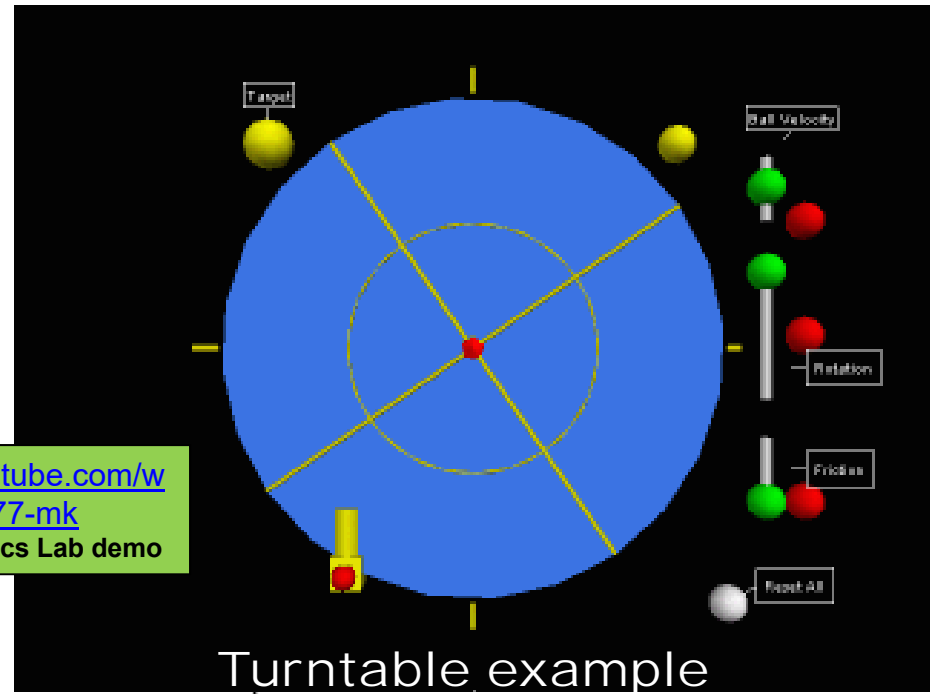 Target
Ball Velocity
Rotation
tube.com/w
77-mk
cs Lab demo
Friction
Reset All
Turntable example